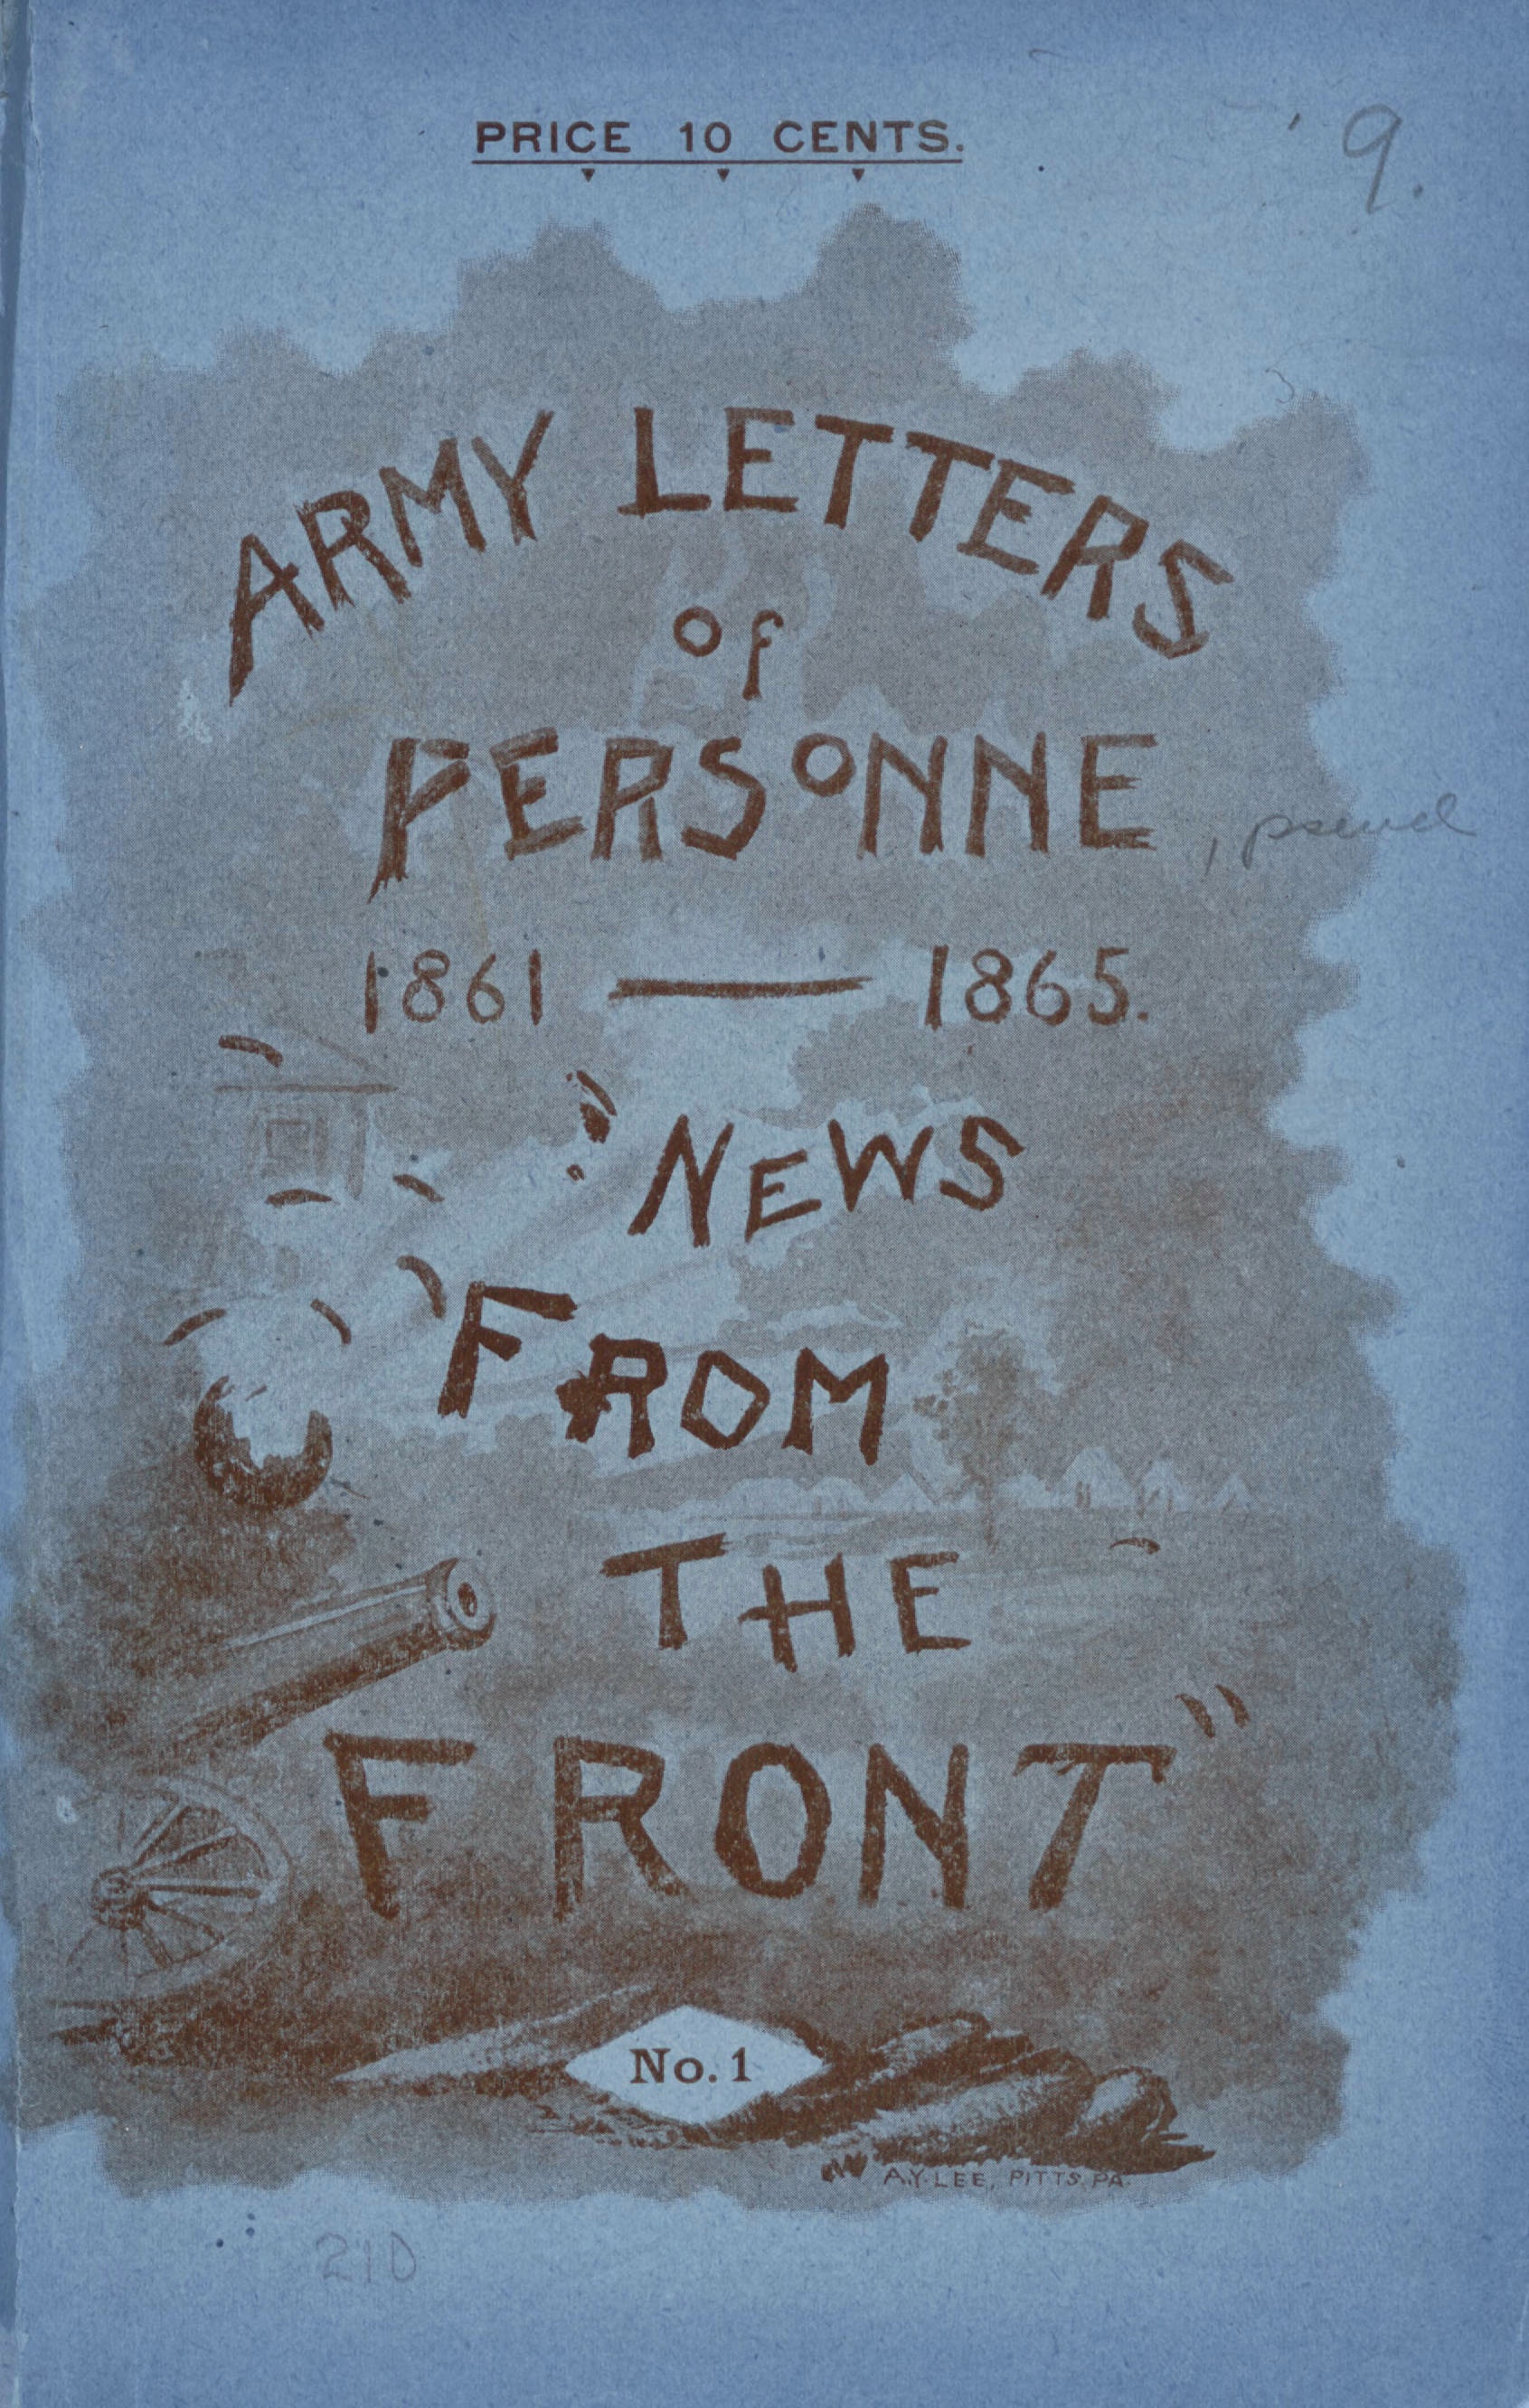 PRICE 10 CENTS.
9.
ARMY LETTERS
OF
PERSONNE
, pseud
1861 — 1865.
"NEWS
FROM
THE
FRONT"
No. 1
A.Y. LEE, PITTS. PA.
210